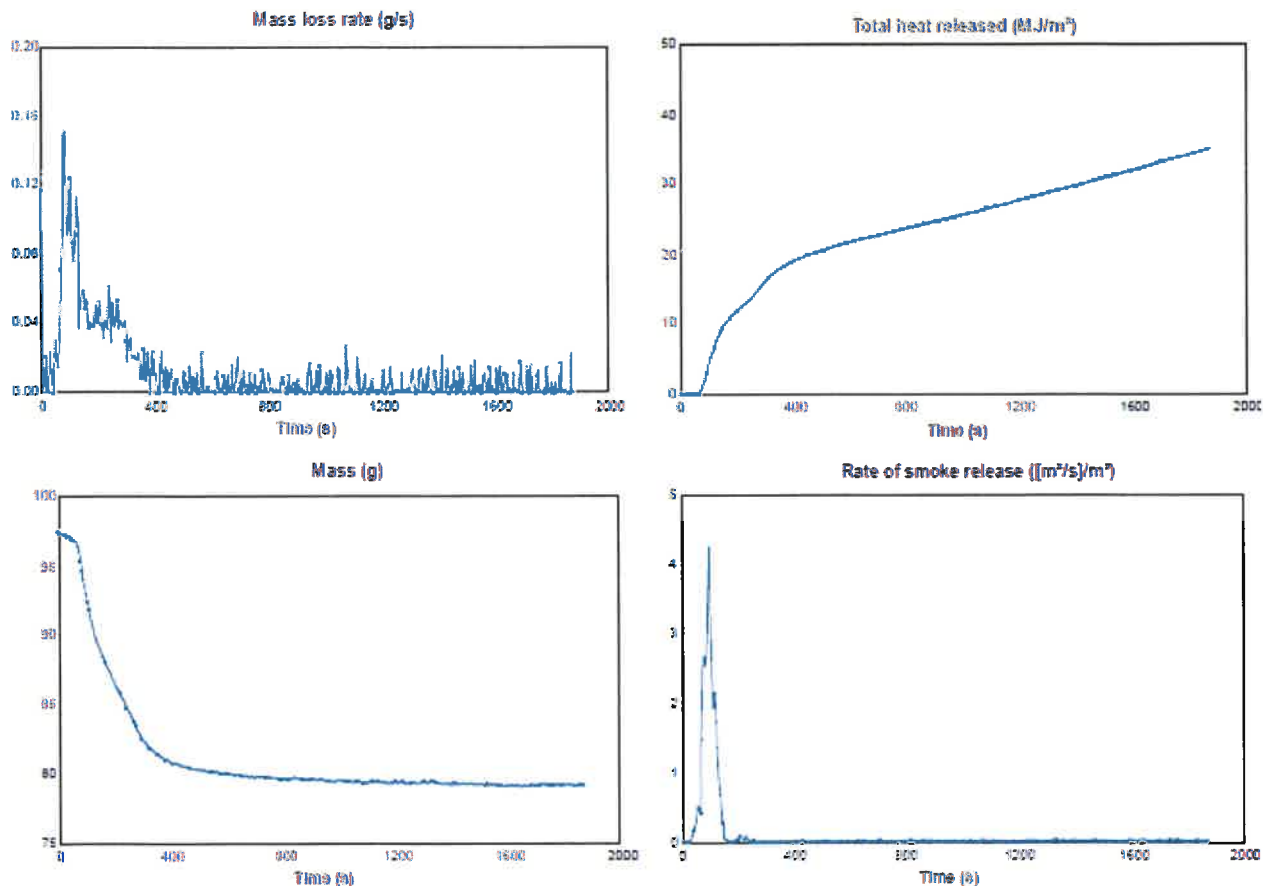 Mass loss rate (g/s)
0.20
0.16
0.12
0.08
0.04
0.00
0 400 800 1200 1600 2000
Time (s)
Total heat released (MJ/m²)
50
40
30
20
10
0
0 400 800 1200 1600 2000
Time (s)
Mass (g)
100
95
90
85
80
75
0 400 800 1200 1600 2000
Time (s)
Rate of smoke release ([m²/s]/m²)
5
4
3
2
1
0
0 400 800 1200 1600 2000
Time (s)